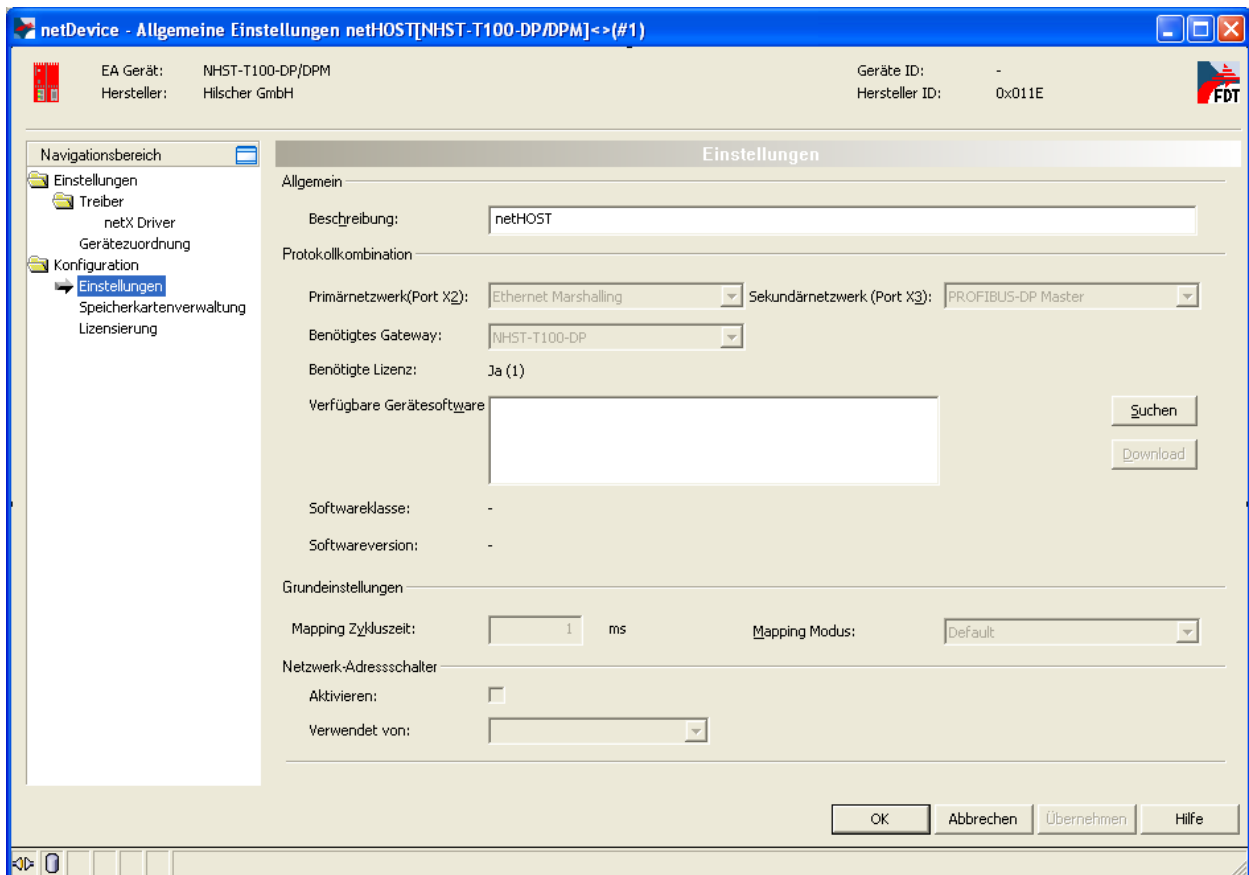 netDevice - Allgemeine Einstellungen netHOST[NHST-T100-DP/DPM]<>(#1)
EA Gerät: NHST-T100-DP/DPM Geräte ID: -
Hersteller: Hilscher GmbH Hersteller ID: 0x011E
FDT
Navigationsbereich
Einstellungen
Treiber
netX Driver
Gerätezuordnung
Konfiguration
Einstellungen
Speicherkartenverwaltung
Lizensierung
Einstellungen
Allgemein
Beschreibung: netHOST
Protokollkombination
Primärnetzwerk(Port X2): Ethernet Marshalling Sekundärnetzwerk (Port X3): PROFIBUS-DP Master
Benötigtes Gateway: NHST-T100-DP
Benötigte Lizenz: Ja (1)
Verfügbare Gerätesoftware
Suchen
Download
Softwareklasse: -
Softwareversion: -
Grundeinstellungen
Mapping Zykluszeit: 1 ms Mapping Modus: Default
Netzwerk-Adressschalter
Aktivieren:
Verwendet von:
OK Abbrechen Übernehmen Hilfe